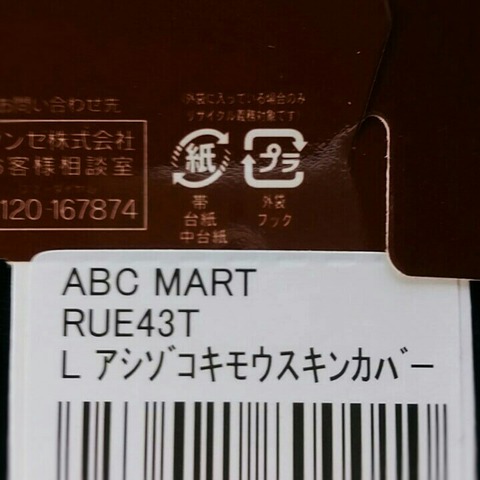 お問い合わせ先
ンセ株式会社
客様相談室
120-167874
外袋に入っている場合のみ
リサイクル義務対象です!
紙
プラ
帯
台紙
中台紙
外袋
フック
ABC MART
RUE43T
L アシゾコキモウスキンカバー